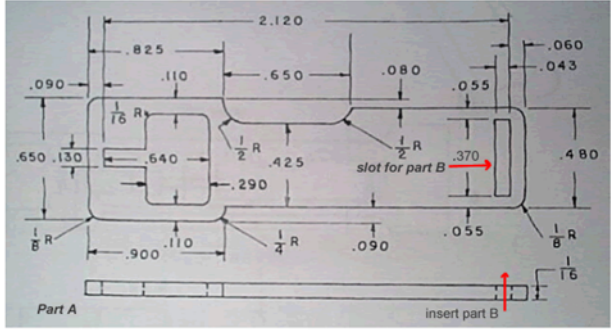 2.120
.825
.060
.650
.043
.090
.110
.080
.055
1/16 R
.650
.130
.640
1/2 R
.425
1/2 R
slot for part B
.370
.480
.290
1/8 R
.900
.110
1/4 R
.090
.055
1/8 R
1/16
Part A
insert part B